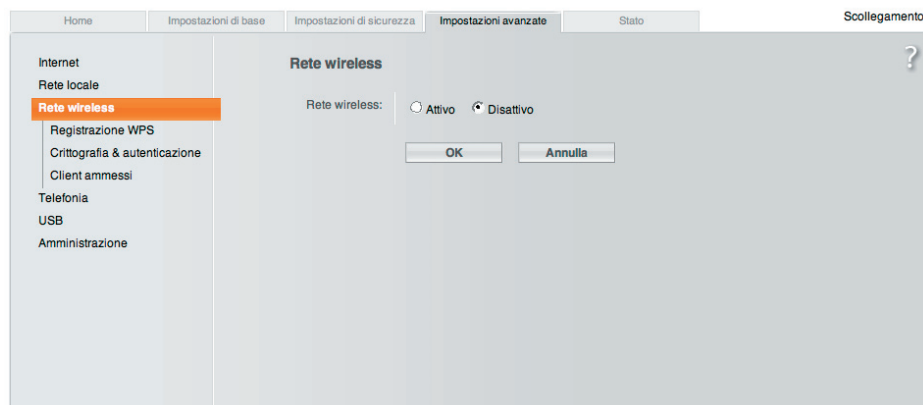 Home Impostazioni di base Impostazioni di sicurezza Impostazioni avanzate Stato Scollegamento
?
Internet
Rete locale
Rete wireless
Registrazione WPS
Crittografia & autenticazione
Client ammessi
Telefonia
USB
Amministrazione
Rete wireless
Rete wireless: Attivo Disattivo
OK Annulla